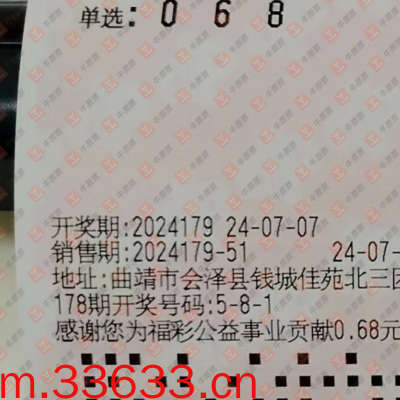 单选: 0 6 8
开奖期:2024179 24-07-07
销售期:2024179-51 24-07-
地址:曲靖市会泽县钱城佳苑北三区
178期开奖号码:5-8-1
感谢您为福彩公益事业贡献0.68元
m.33633.cn